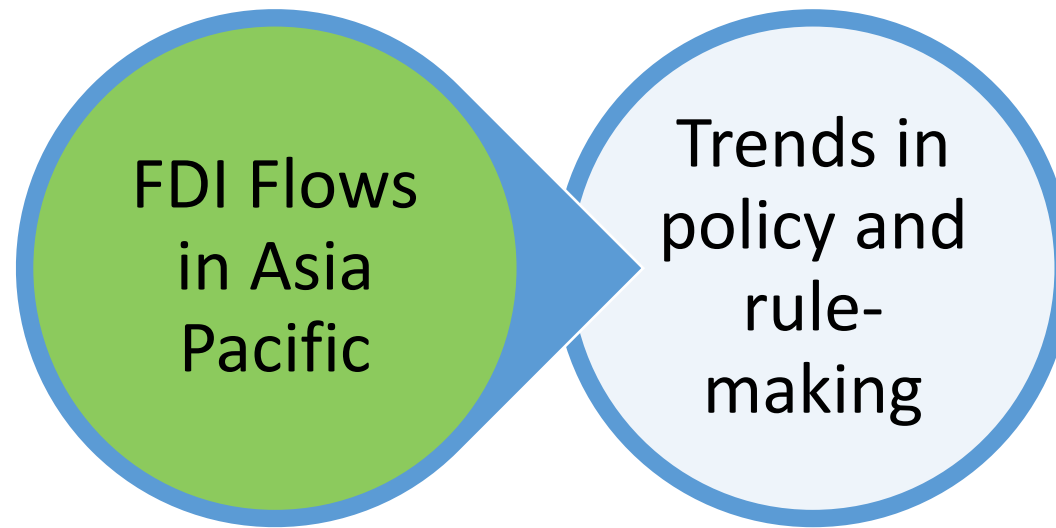 FDI Flows
in Asia
Pacific
Trends in
policy and
rule-
making